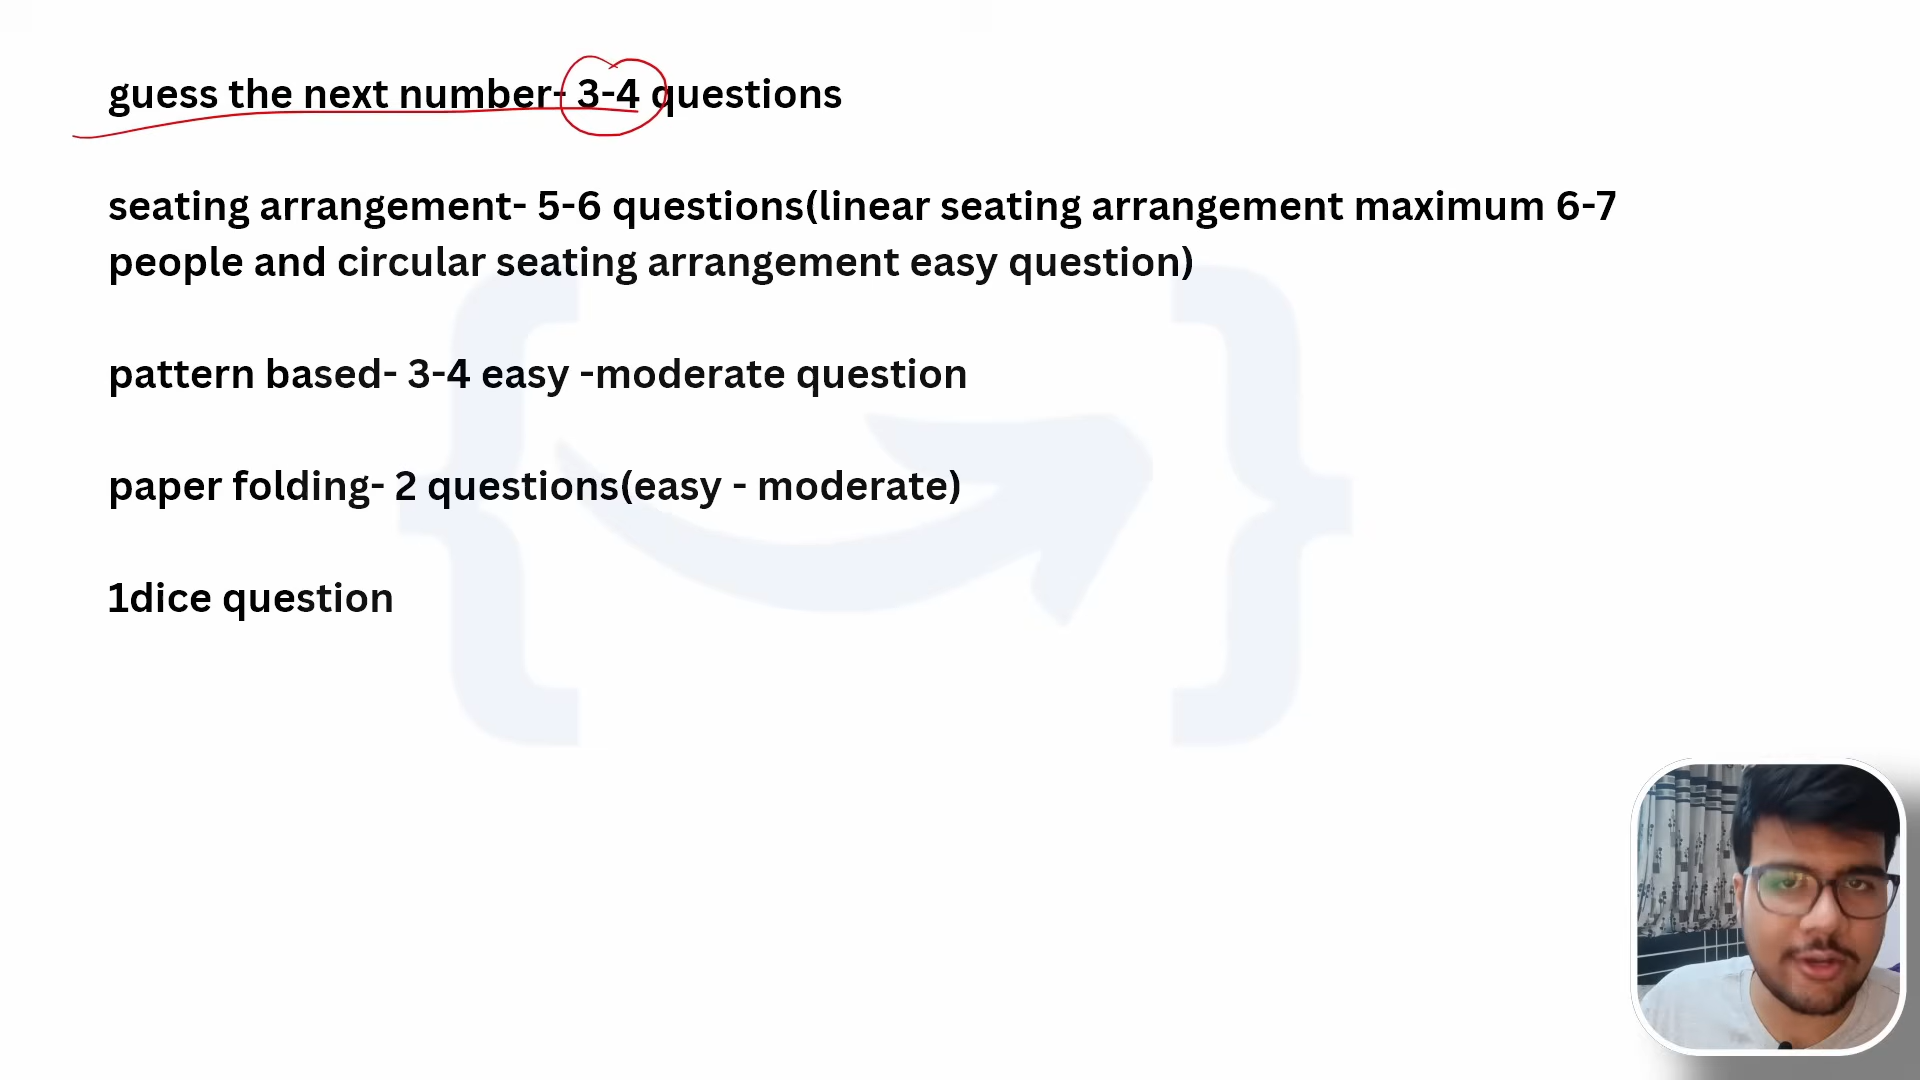 guess the next number- 3-4 questions
seating arrangement- 5-6 questions(linear seating arrangement maximum 6-7
people and circular seating arrangement easy question)
pattern based- 3-4 easy -moderate question
paper folding- 2 questions(easy - moderate)
1dice question